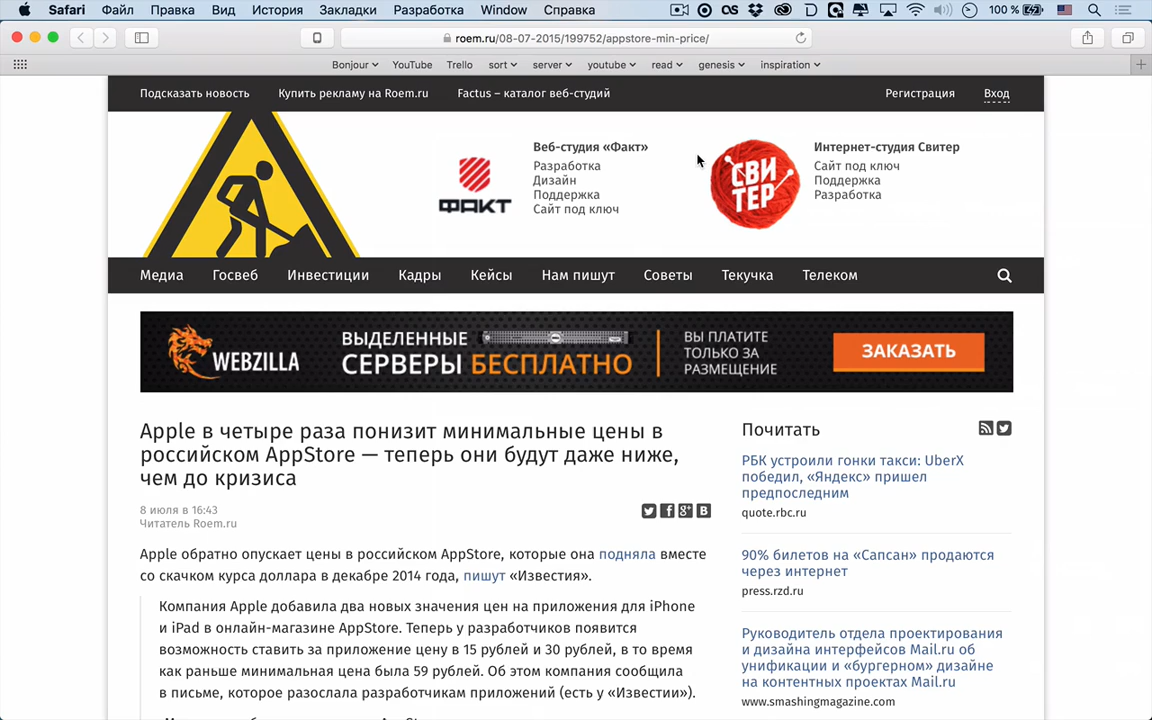 Safari Файл Правка Вид История Закладки Разработка Window Справка 100 %
roem.ru/08-07-2015/199752/appstore-min-price/
Bonjour YouTube Trello sort server youtube read genesis inspiration
Подсказать новость Купить рекламу на Roem.ru Factus – каталог веб-студий Регистрация Вход
ФАКТ
Веб-студия «Факт»
Разработка
Дизайн
Поддержка
Сайт под ключ
СВИ
ТЕР
Интернет-студия Свитер
Сайт под ключ
Поддержка
Разработка
Медиа Госвеб Инвестиции Кадры Кейсы Нам пишут Советы Текучка Телеком
WEBZILLA
ВЫДЕЛЕННЫЕ
СЕРВЕРЫ БЕСПЛАТНО
ВЫ ПЛАТИТЕ
ТОЛЬКО ЗА
РАЗМЕЩЕНИЕ
ЗАКАЗАТЬ
Apple в четыре раза понизит минимальные цены в
российском AppStore — теперь они будут даже ниже,
чем до кризиса
8 июля в 16:43
Читатель Roem.ru
Apple обратно опускает цены в российском AppStore, которые она подняла вместе
со скачком курса доллара в декабре 2014 года, пишут «Известия».
Компания Apple добавила два новых значения цен на приложения для iPhone
и iPad в онлайн-магазине AppStore. Теперь у разработчиков появится
возможность ставить за приложение цену в 15 рублей и 30 рублей, в то время
как раньше минимальная цена была 59 рублей. Об этом компания сообщила
в письме, которое разослала разработчикам приложений (есть у «Известии»).
Почитать
РБК устроили гонки такси: UberX
победил, «Яндекс» пришел
предпоследним
quote.rbc.ru
90% билетов на «Сапсан» продаются
через интернет
press.rzd.ru
Руководитель отдела проектирования
и дизайна интерфейсов Mail.ru об
унификации и «бургерном» дизайне
на контентных проектах Mail.ru
www.smashingmagazine.com